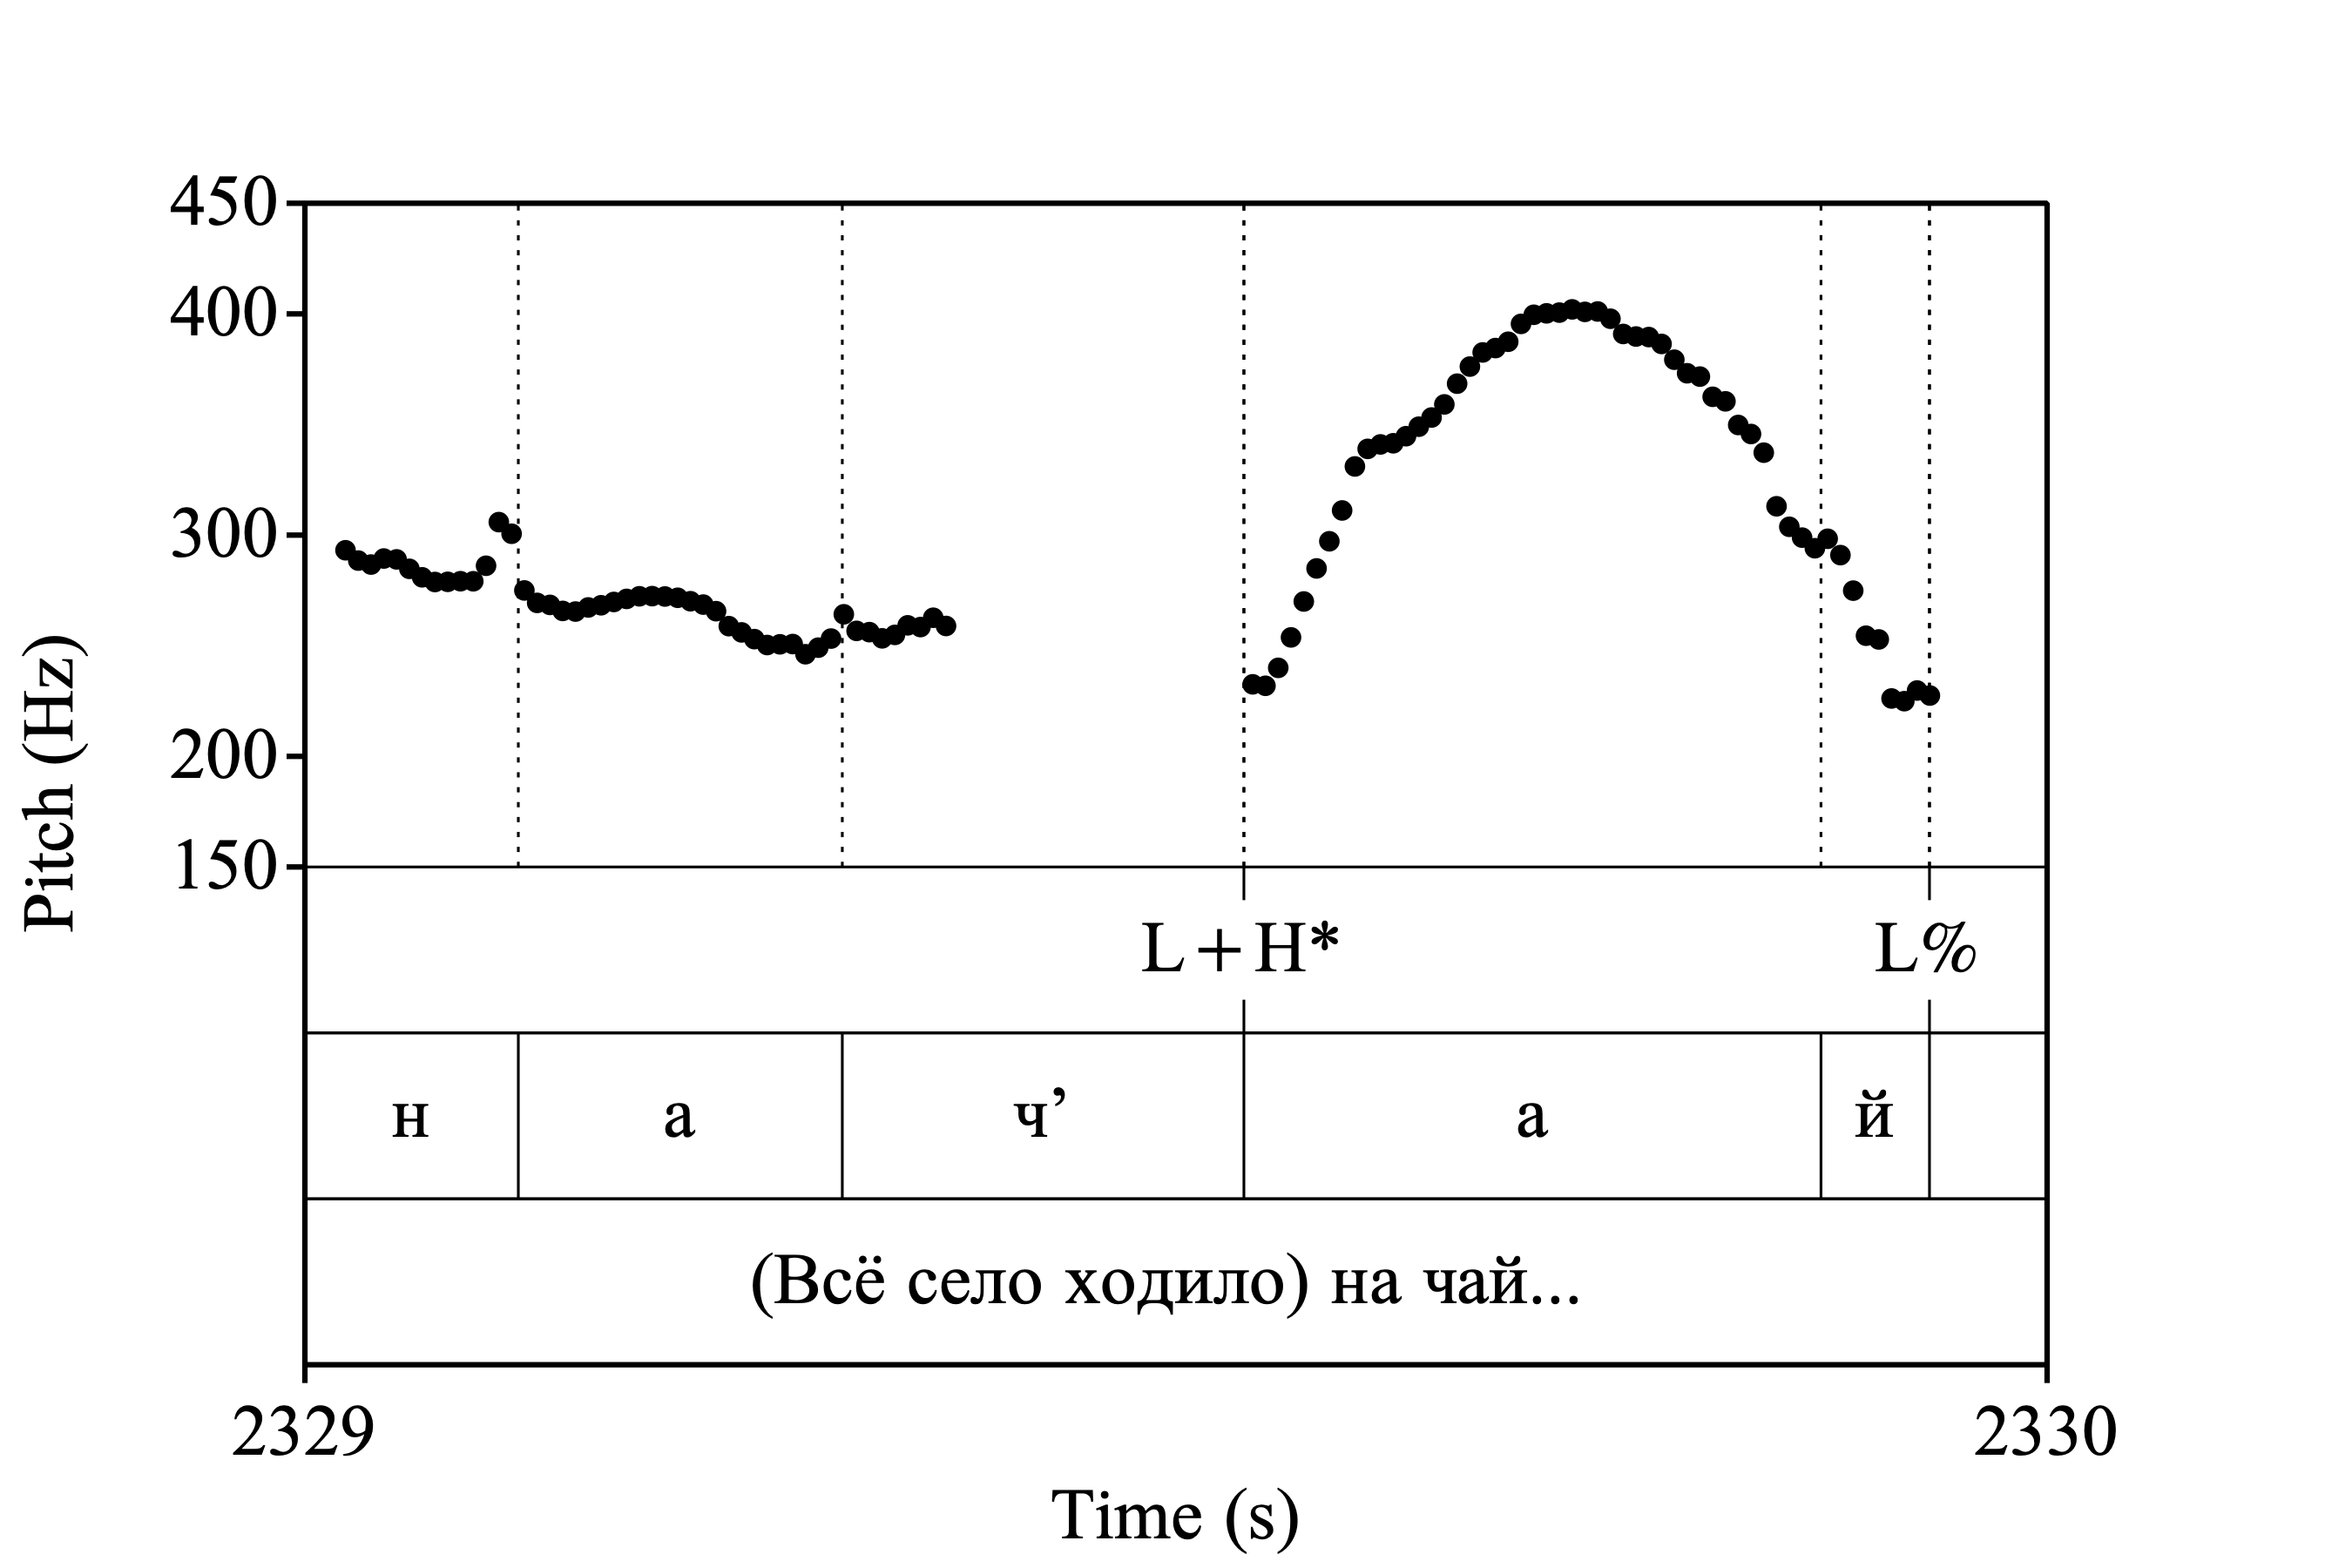 450
400
300
200
150
Pitch (Hz)
L+H* L%
н а ч’ а й
(Всё село ходило) на чай...
2329 2330
Time (s)